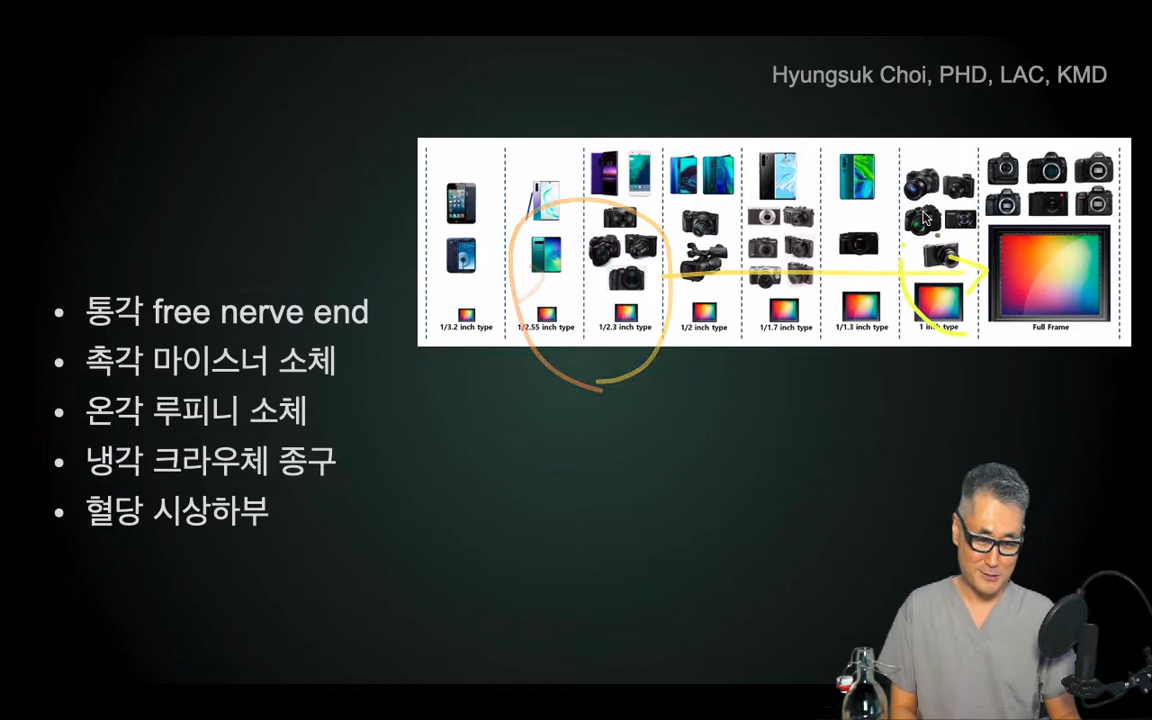 Hyungsuk Choi, PHD, LAC, KMD
1/3.2 inch type
1/2.55 inch type
1/2.3 inch type
1/2 inch type
1/1.7 inch type
1/1.3 inch type
1 inch type
Full Frame
• 통각 free nerve end
• 촉각 마이스너 소체
• 온각 루피니 소체
• 냉각 크라우체 종구
• 혈당 시상하부